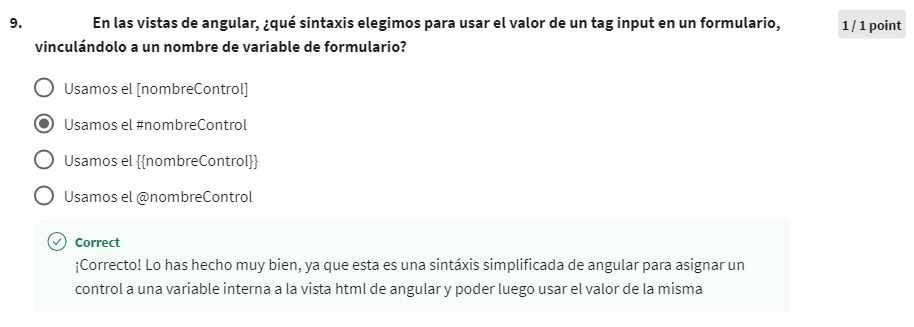 9. En las vistas de angular, ¿qué sintaxis elegimos para usar el valor de un tag input en un formulario, 1 / 1 point
vinculándolo a un nombre de variable de formulario?
Usamos el [nombreControl]
Usamos el #nombreControl
Usamos el {{nombreControl}}
Usamos el @nombreControl
Correct
¡Correcto! Lo has hecho muy bien, ya que esta es una sintáxis simplificada de angular para asignar un
control a una variable interna a la vista html de angular y poder luego usar el valor de la misma